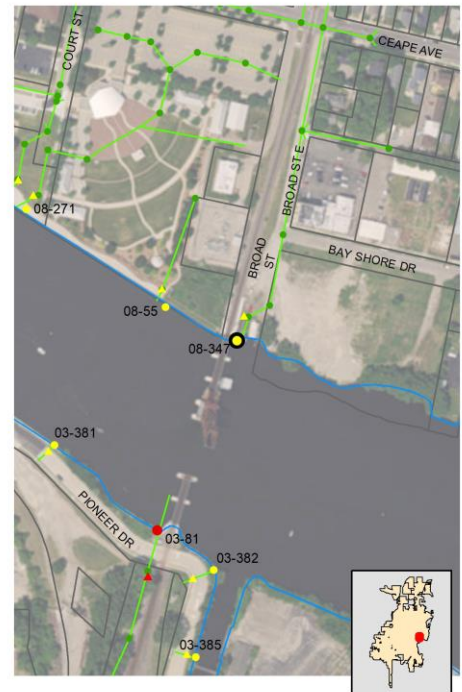 COURT ST
CEAPE AVE
BROAD ST E
08-271
BAY SHORE DR
BROAD
ST
08-55
08-347
03-381
PIONEER DR
03-81
03-382
03-385